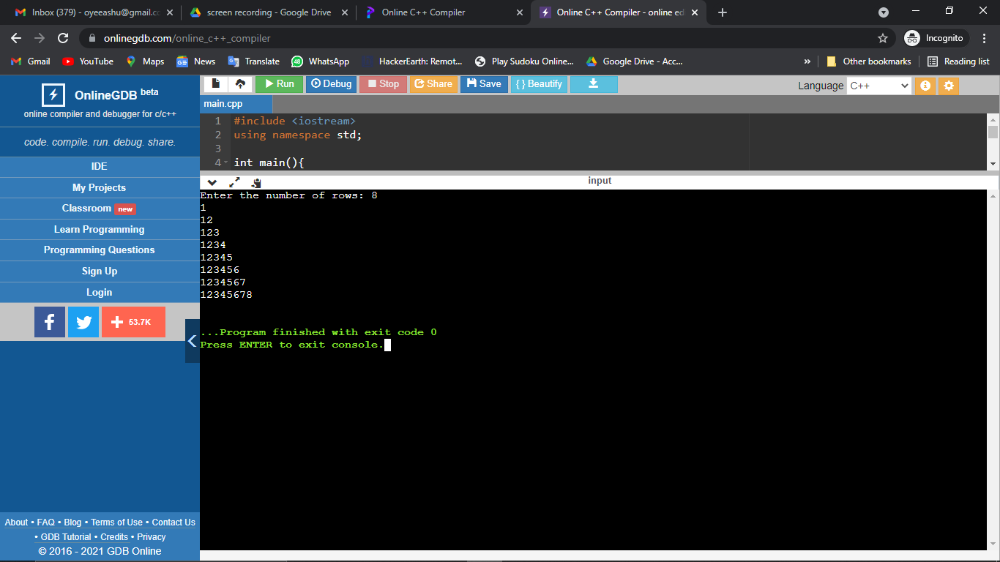 Inbox (379) - oyeeashu@gmail.cc
screen recording - Google Drive
Online C++ Compiler
Online C++ Compiler - online ed
onlinegdb.com/online_c++_compiler
Incognito
Gmail
YouTube
Maps
News
Translate
48
WhatsApp
HackerEarth: Remot...
Play Sudoku Online...
Google Drive - Acc...
»
Other bookmarks
Reading list
OnlineGDB beta
online compiler and debugger for c/c++
code. compile. run. debug. share.
IDE
My Projects
Classroom new
Learn Programming
Programming Questions
Sign Up
Login
53.7K
About • FAQ • Blog • Terms of Use • Contact Us
• GDB Tutorial • Credits • Privacy
© 2016 - 2021 GDB Online
Run
Debug
Stop
Share
Save
{ } Beautify
Language C++
main.cpp
1 #include <iostream>
2 using namespace std;
3
4 int main(){
input
Enter the number of rows: 8
1
12
123
1234
12345
123456
1234567
12345678
...Program finished with exit code 0
Press ENTER to exit console.